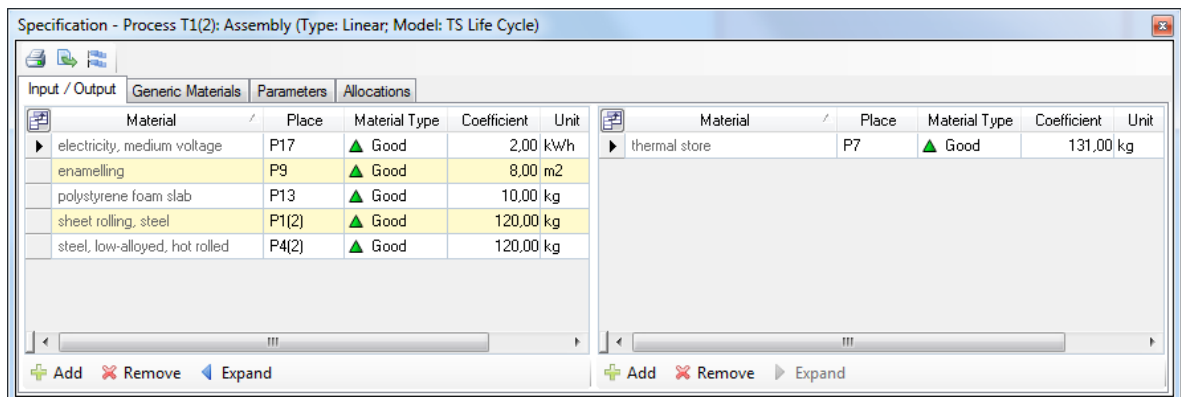 Specification - Process T1(2): Assembly (Type: Linear; Model: TS Life Cycle)
Input / Output Generic Materials Parameters Allocations
Material Place Material Type Coefficient Unit Material Place Material Type Coefficient Unit
electricity, medium voltage P17 Good 2,00 kWh thermal store P7 Good 131,00 kg
enamelling P9 Good 8,00 m2
polystyrene foam slab P13 Good 10,00 kg
sheet rolling, steel P1(2) Good 120,00 kg
steel, low-alloyed, hot rolled P4(2) Good 120,00 kg
Add Remove Expand Add Remove Expand